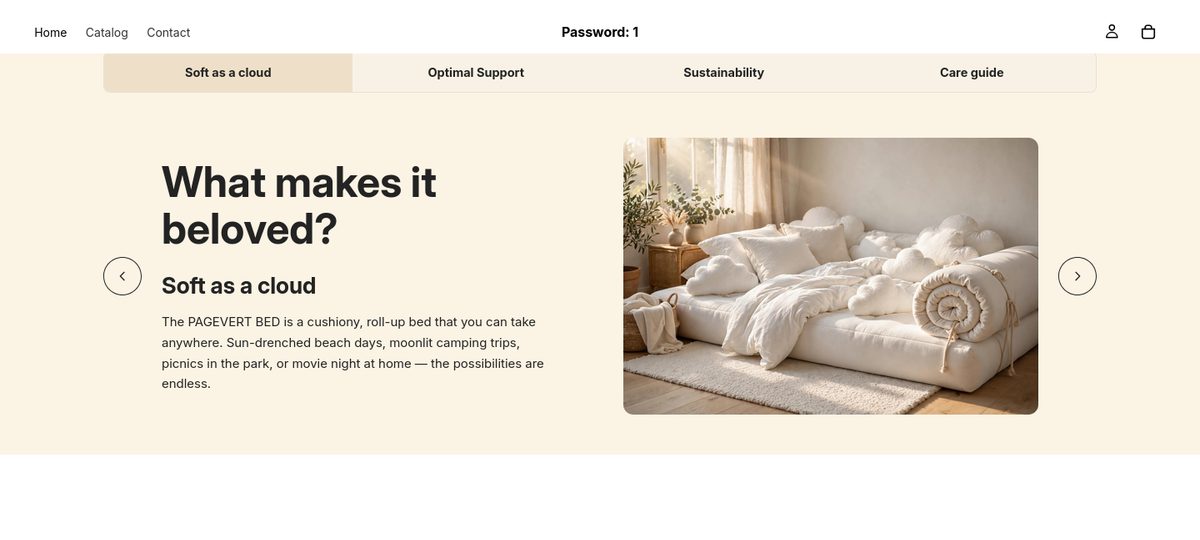 Home Catalog Contact Password: 1
Soft as a cloud Optimal Support Sustainability Care guide
What makes it
beloved?
Soft as a cloud
The PAGEVERT BED is a cushiony, roll-up bed that you can take
anywhere. Sun-drenched beach days, moonlit camping trips,
picnics in the park, or movie night at home — the possibilities are
endless.